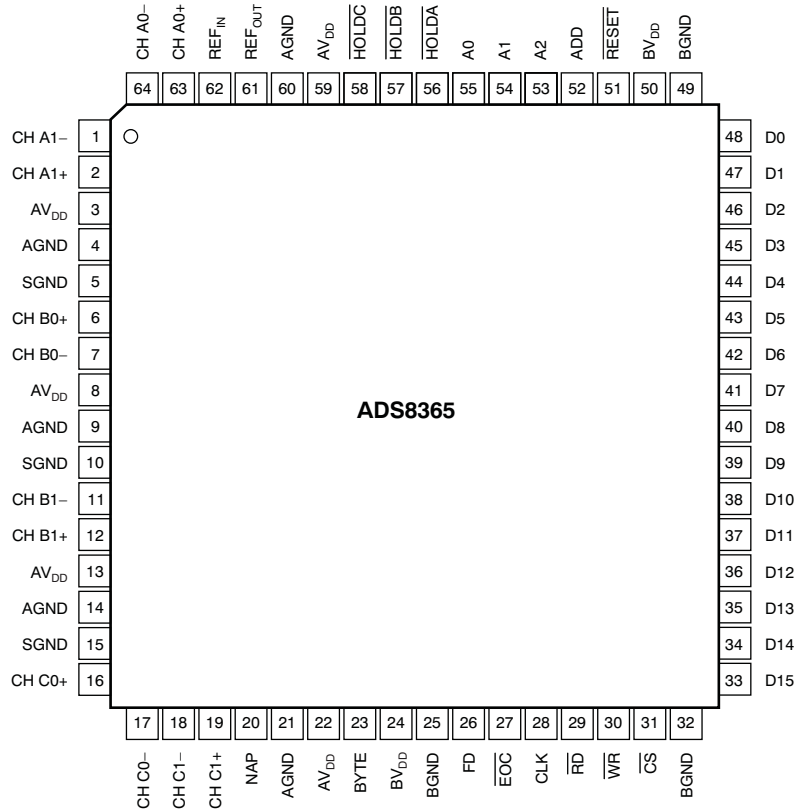 CH A0− CH A0+ REFIN REFOUT AGND AVDD HOLDC HOLDB HOLDA A0 A1 A2 ADD RESET BVDD BGND
64 63 62 61 60 59 58 57 56 55 54 53 52 51 50 49
CH A1− 1 48 D0
CH A1+ 2 47 D1
AVDD 3 46 D2
AGND 4 45 D3
SGND 5 44 D4
CH B0+ 6 43 D5
CH B0− 7 42 D6
AVDD 8 41 D7
ADS8365
AGND 9 40 D8
SGND 10 39 D9
CH B1− 11 38 D10
CH B1+ 12 37 D11
AVDD 13 36 D12
AGND 14 35 D13
SGND 15 34 D14
CH C0+ 16 33 D15
17 18 19 20 21 22 23 24 25 26 27 28 29 30 31 32
CH C0− CH C1− CH C1+ NAP AGND AVDD BYTE BVDD BGND FD EOC CLK RD WR CS BGND